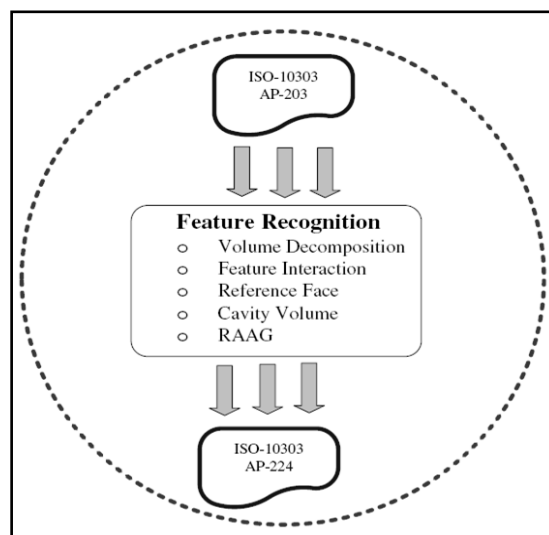 ISO-10303
AP-203
Feature Recognition
o Volume Decomposition
o Feature Interaction
o Reference Face
o Cavity Volume
o RAAG
ISO-10303
AP-224